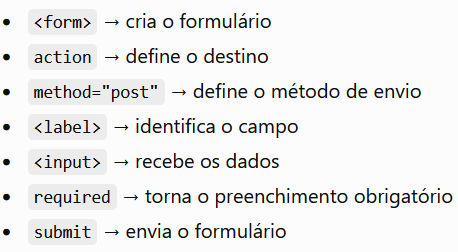 • <form> → cria o formulário
• action → define o destino
• method="post" → define o método de envio
• <label> → identifica o campo
• <input> → recebe os dados
• required → torna o preenchimento obrigatório
• submit → envia o formulário